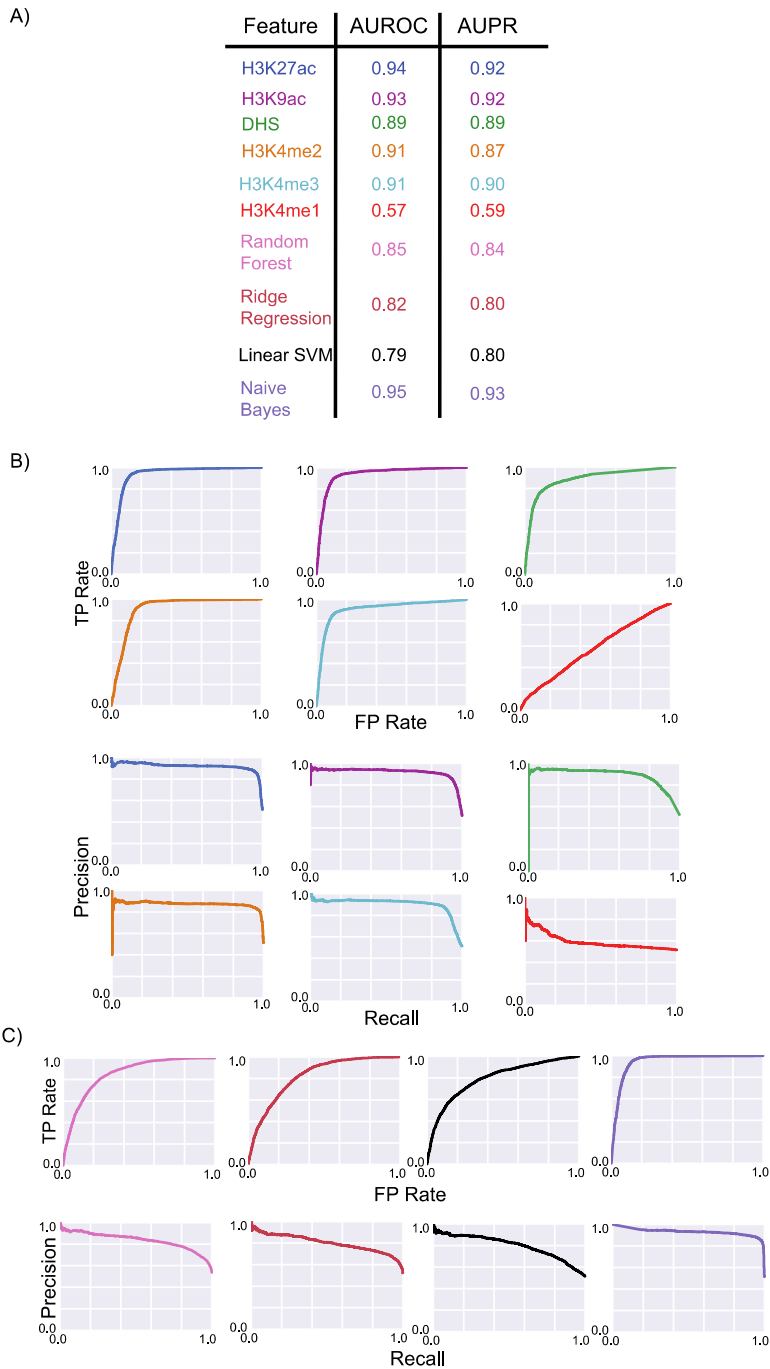 A)
Feature AUROC AUPR
H3K27ac 0.94 0.92
H3K9ac 0.93 0.92
DHS 0.89 0.89
H3K4me2 0.91 0.87
H3K4me3 0.91 0.90
H3K4me1 0.57 0.59
Random
Forest 0.85 0.84
Ridge
Regression 0.82 0.80
Linear SVM 0.79 0.80
Naive
Bayes 0.95 0.93
B)
TP Rate
1.0 1.0 1.0
0.0 0.0 0.0
0.0 1.0 0.0 1.0 0.0 1.0
1.0 1.0 1.0
0.0 0.0 0.0
0.0 1.0 0.0 1.0 0.0 1.0
FP Rate
Precision
1.0 1.0 1.0
0.0 0.0 0.0
0.0 1.0 0.0 1.0 0.0 1.0
1.0 1.0 1.0
0.0 0.0 0.0
0.0 1.0 0.0 1.0 0.0 1.0
Recall
C)
TP Rate
1.0 1.0 1.0 1.0
0.0 0.0 0.0 0.0
0.0 1.0 0.0 1.0 0.0 1.0 0.0 1.0
FP Rate
Precision
1.0 1.0 1.0 1.0
0.0 0.0 0.0 0.0
0.0 1.0 0.0 1.0 0.0 1.0 0.0 1.0
Recall